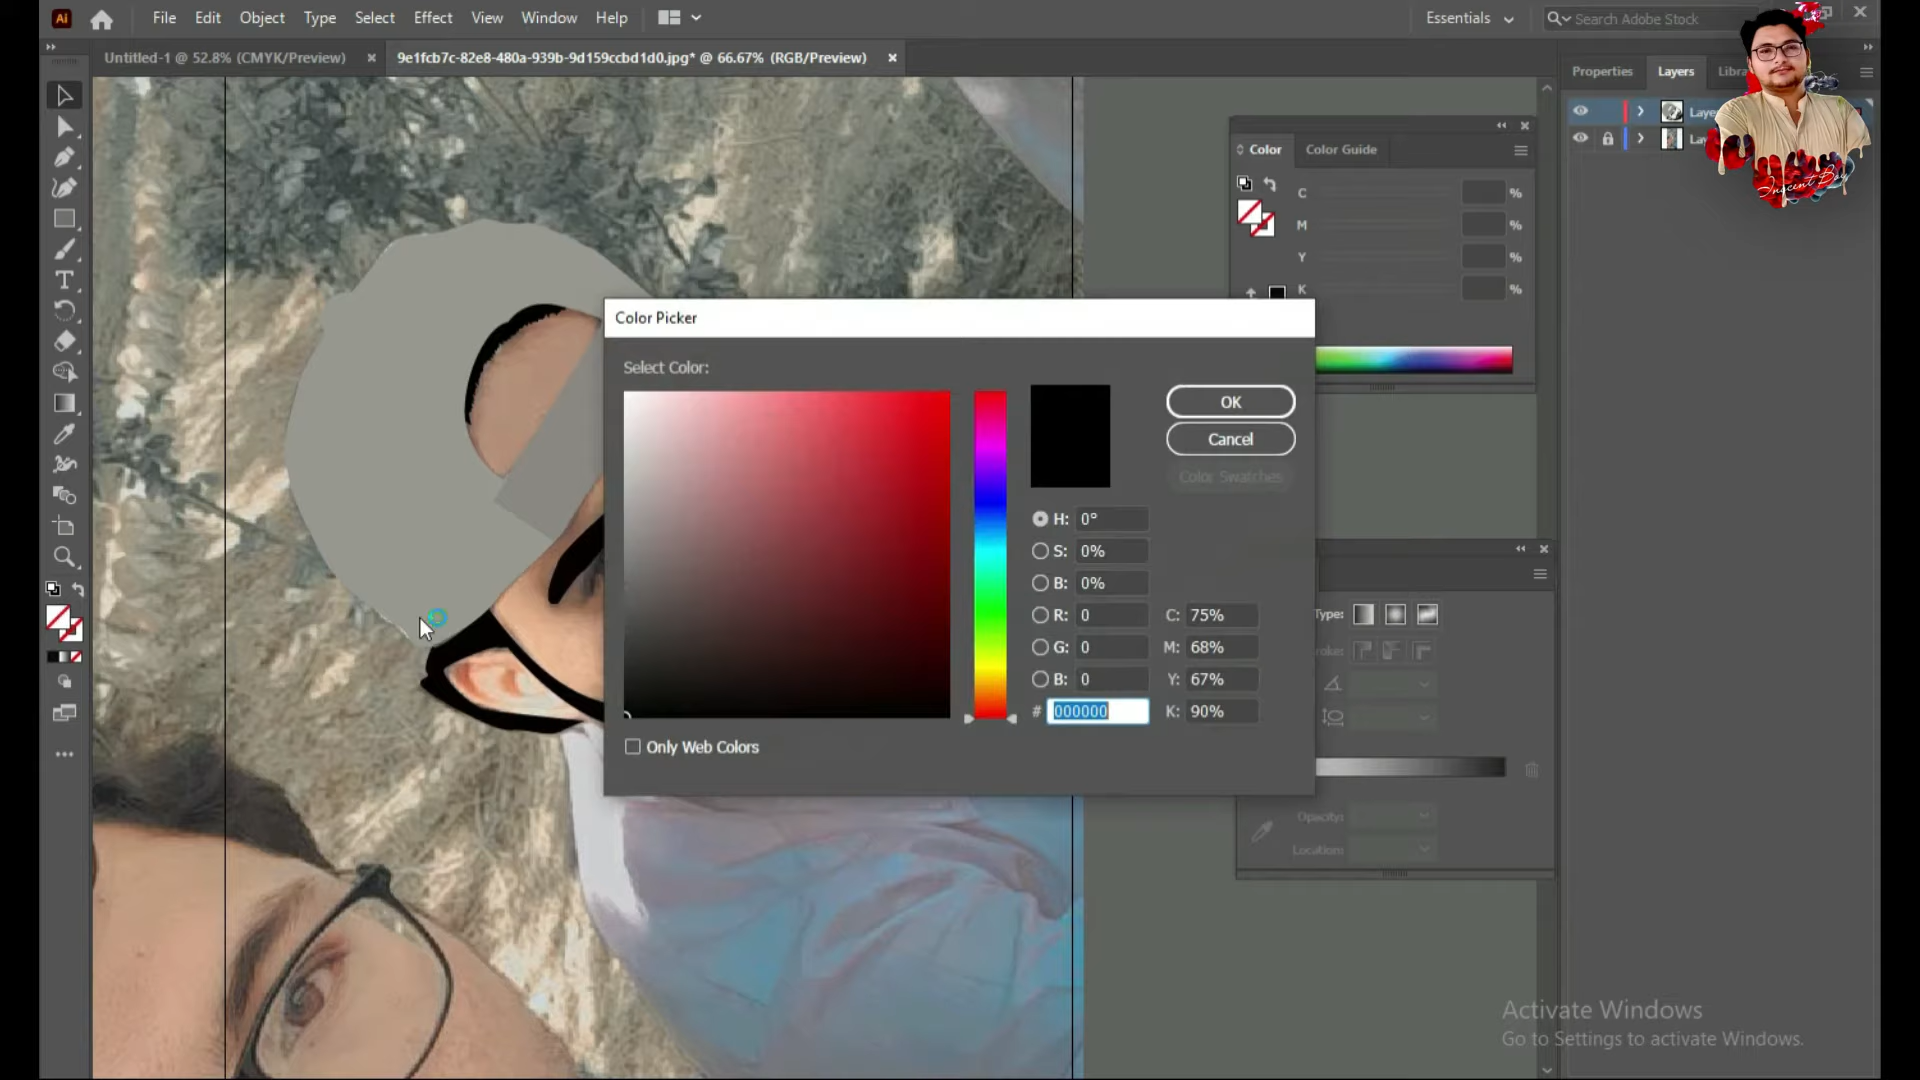 Ai File Edit Object Type Select Effect View Window Help Essentials Search Adobe Stock
Untitled-1 @ 52.8% (CMYK/Preview) × 9e1fcb7c-82e8-480a-939b-9d159ccbd1d0.jpg* @ 66.67% (RGB/Preview) ×
Properties Layers Libra
Color Color Guide
C %
M %
Y %
K %
Color Picker
Select Color:
OK
Cancel
Color Swatches
H: 0°
S: 0%
B: 0%
R: 0 C: 75%
G: 0 M: 68%
B: 0 Y: 67%
# 000000 K: 90%
Only Web Colors
Type:
Opacity:
Location:
Activate Windows
Go to Settings to activate Windows.